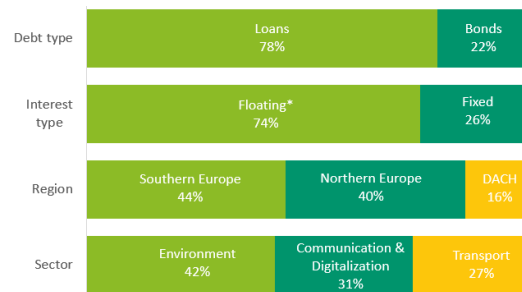 Debt type
Loans
78%
Bonds
22%
Interest
type
Floating*
74%
Fixed
26%
Region
Southern Europe
44%
Northern Europe
40%
DACH
16%
Sector
Environment
42%
Communication &
Digitalization
31%
Transport
27%